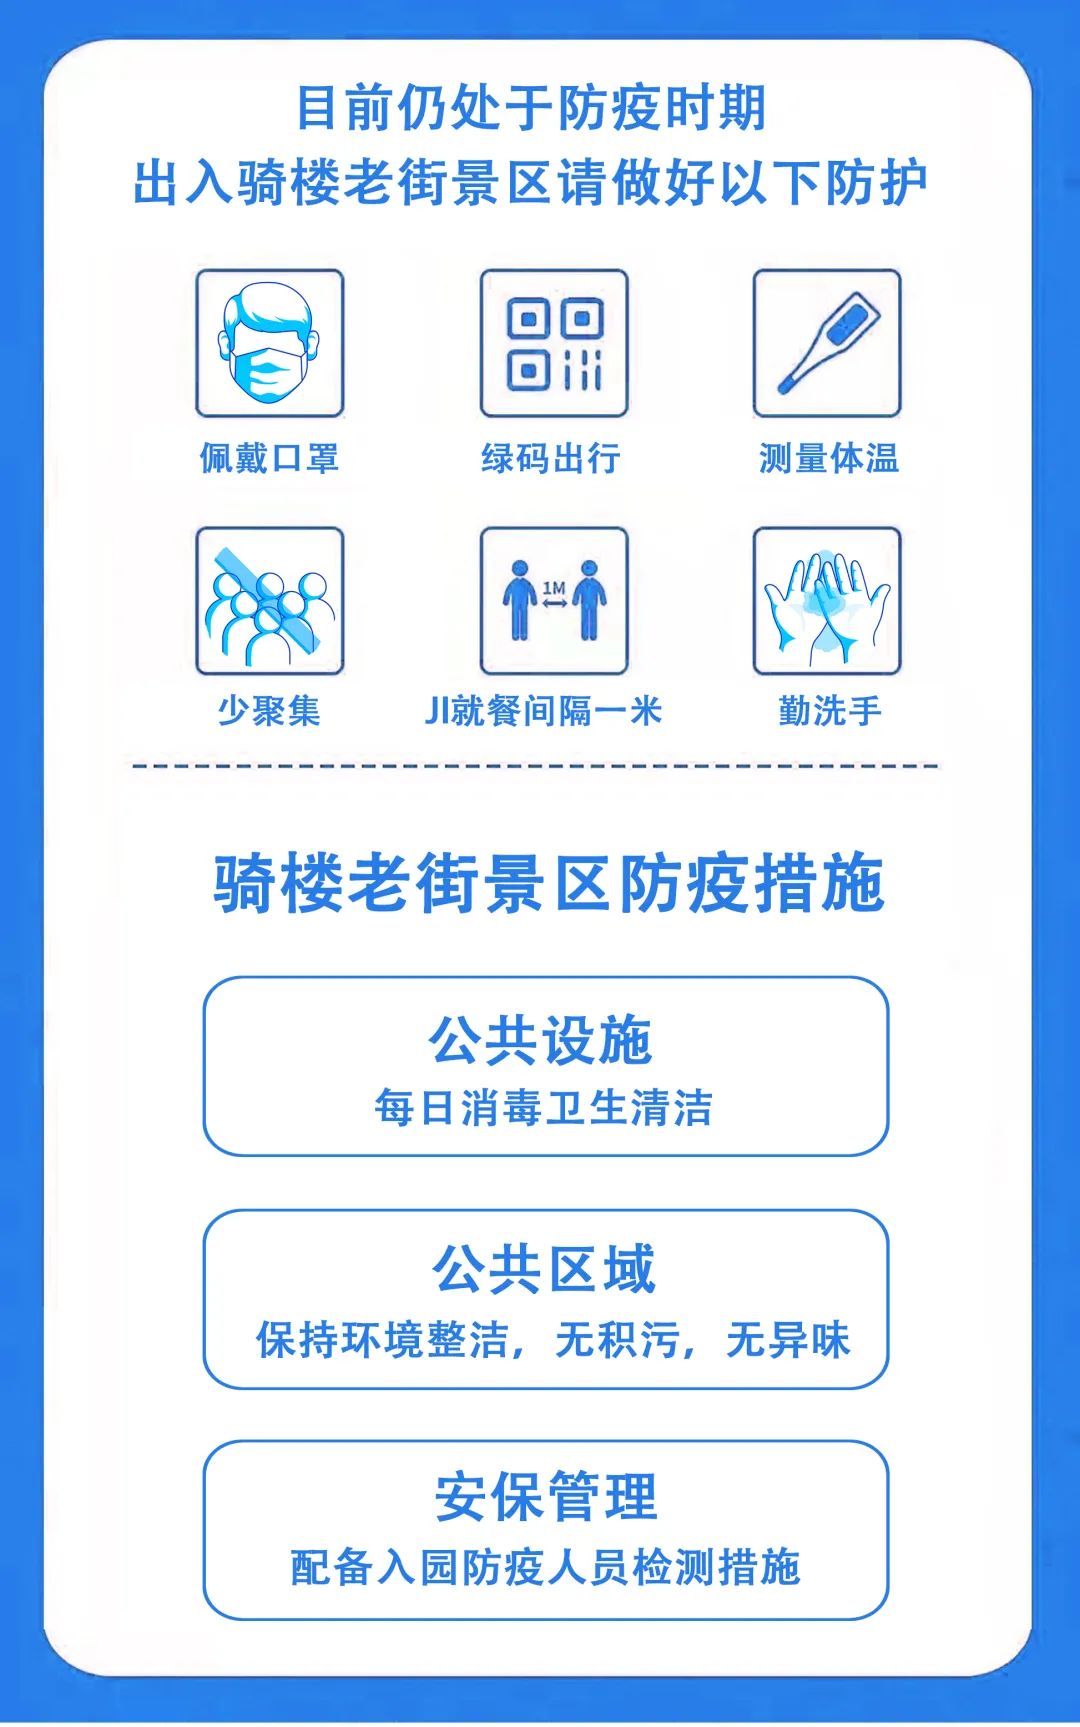 目前仍处于防疫时期
出入骑楼老街景区请做好以下防护
佩戴口罩
绿码出行
测量体温
1M
少聚集
JI就餐间隔一米
勤洗手
骑楼老街景区防疫措施
公共设施
每日消毒卫生清洁
公共区域
保持环境整洁，无积污，无异味
安保管理
配备入园防疫人员检测措施